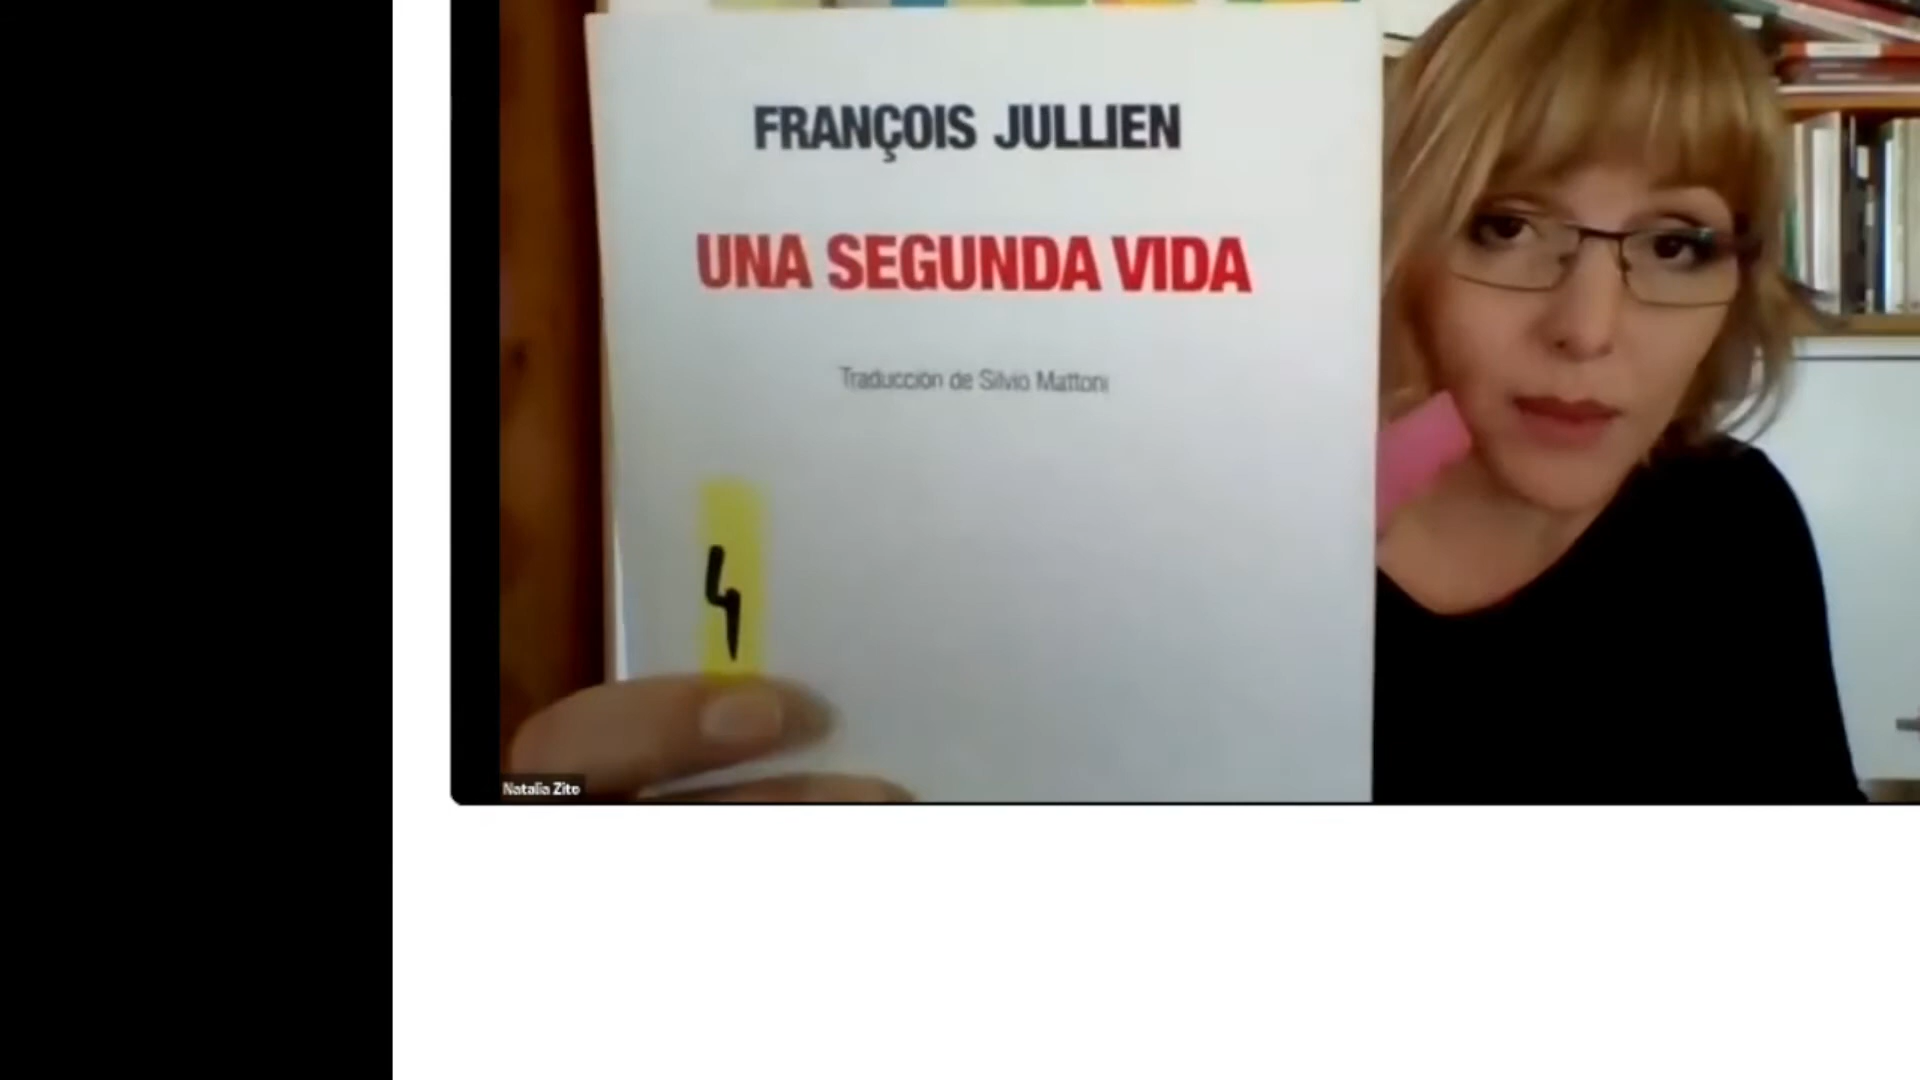 FRANÇOIS JULLIEN
UNA SEGUNDA VIDA
Traducción de Silvio Mattoni
4
Natalia Zito